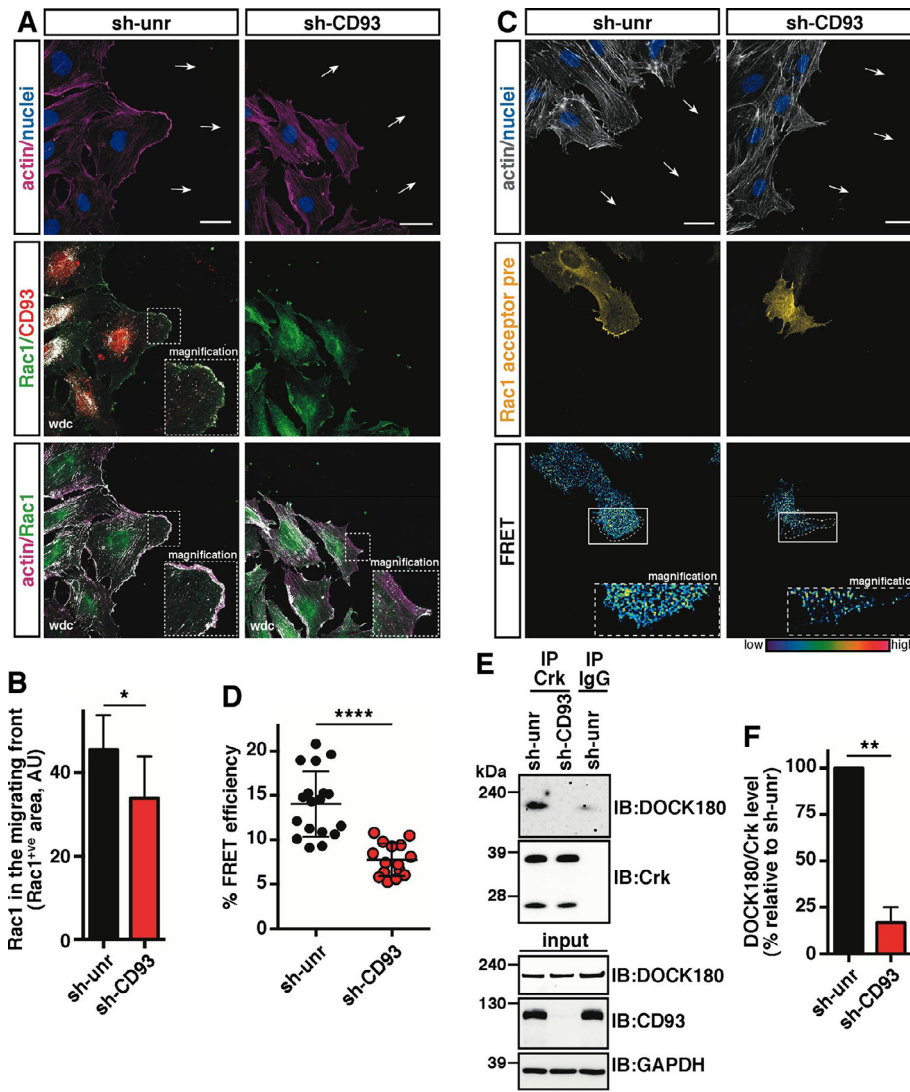 A
sh-unr
sh-CD93
actin/nuclei
Rac1/CD93
magnification
wdc
actin/Rac1
magnification
magnification
wdc
wdc
C
sh-unr
sh-CD93
actin/nuclei
Rac1 acceptor pre
FRET
magnification
magnification
low
high
B
Rac1 in the migrating front
(Rac1+ve area, AU)
40
20
0
*
sh-unr
sh-CD93
D
% FRET efficiency
20
15
10
5
0
****
sh-unr
sh-CD93
E
IP
Crk
IP
IgG
sh-unr
sh-CD93
sh-unr
kDa
240
IB:DOCK180
39
28
IB:Crk
input
240
IB:DOCK180
130
IB:CD93
39
IB:GAPDH
F
DOCK180/Crk level
(% relative to sh-unr)
100
75
50
25
0
**
sh-unr
sh-CD93